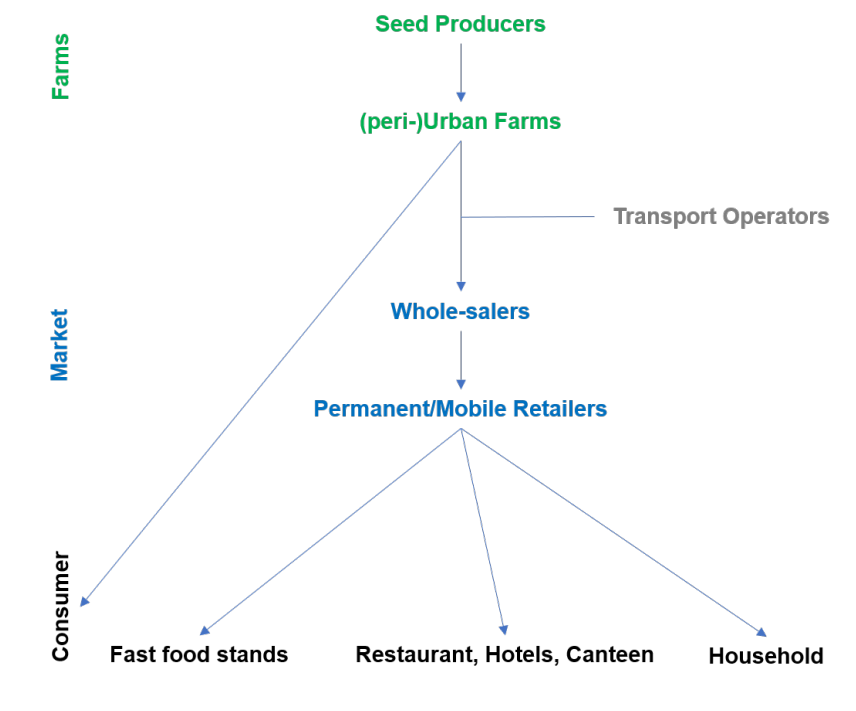 Farms
Seed Producers
(peri-)Urban Farms
Transport Operators
Market
Whole-salers
Permanent/Mobile Retailers
Consumer
Fast food stands
Restaurant, Hotels, Canteen
Household